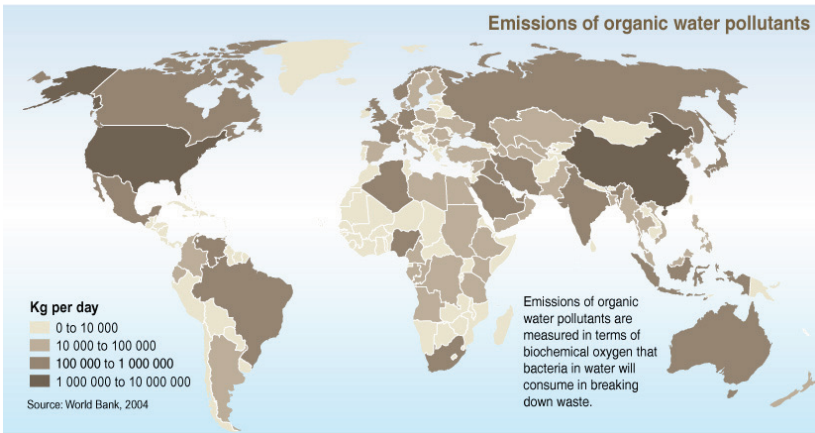 Emissions of organic water pollutants
Kg per day
0 to 10 000
10 000 to 100 000
100 000 to 1 000 000
1 000 000 to 10 000 000
Source: World Bank, 2004
Emissions of organic
water pollutants are
measured in terms of
biochemical oxygen that
bacteria in water will
consume in breaking
down waste.